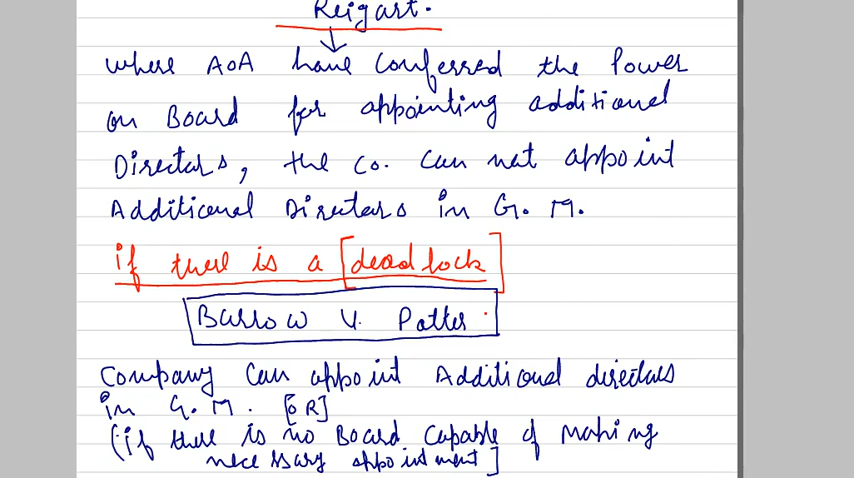 Reigart.
where AOA have conferred the Power
on Board for appointing additional
Directors, the Co. Can not appoint
Additional Directors in G. M.
if there is a [deadlock]
Barrow V. Potter
Company Can appoint Additional directors
in G. M. [OR]
(if there is no Board Capable of Making
necessary appointment]